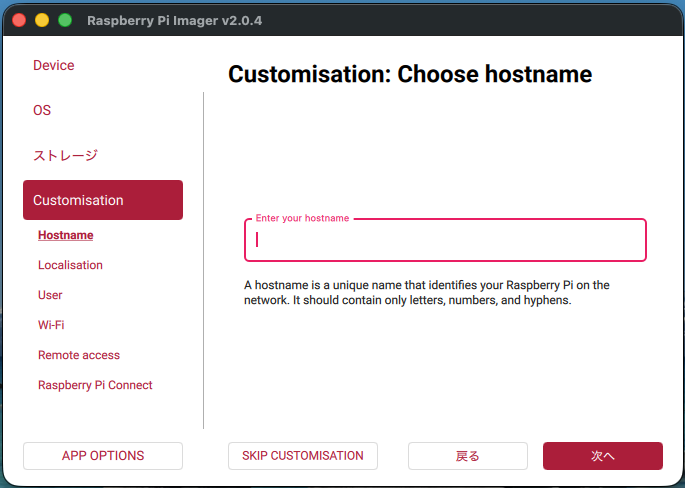 Raspberry Pi Imager v2.0.4
Device
OS
ストレージ
Customisation
Hostname
Localisation
User
Wi-Fi
Remote access
Raspberry Pi Connect
APP OPTIONS
Customisation: Choose hostname
Enter your hostname
A hostname is a unique name that identifies your Raspberry Pi on the
network. It should contain only letters, numbers, and hyphens.
SKIP CUSTOMISATION
戻る
次へ